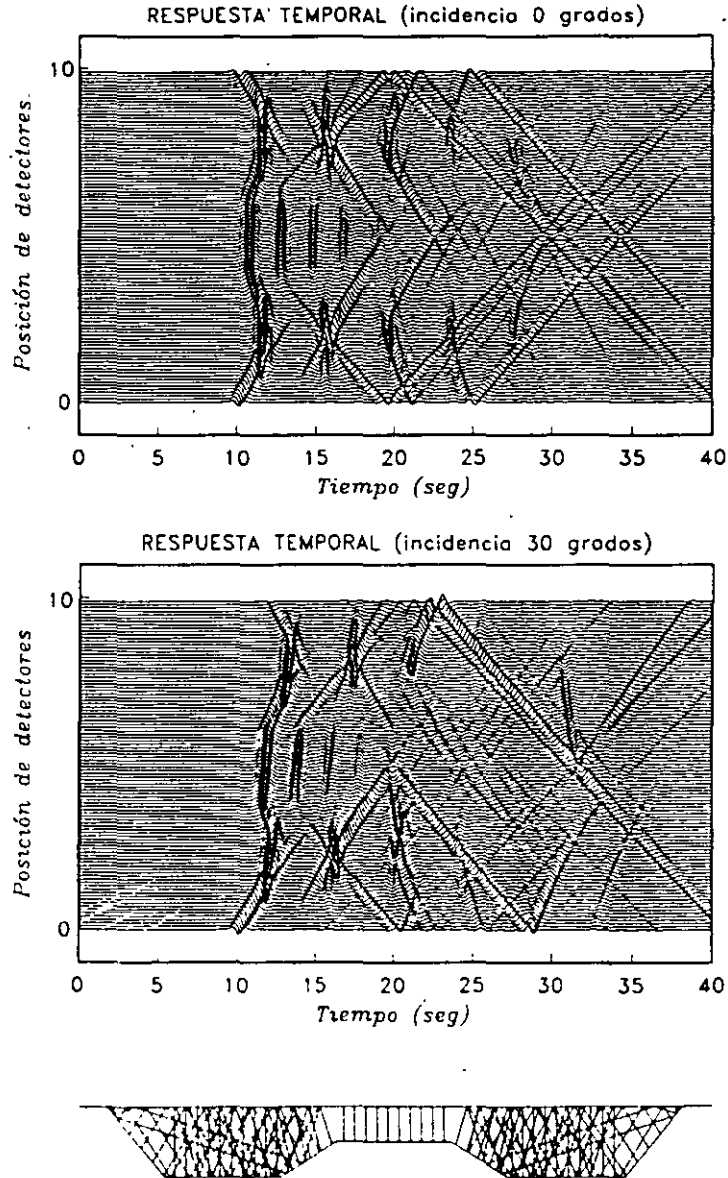 RESPUESTA' TEMPORAL (incidencia 0 grados)
Posición de detectores.
10
0
0 5 10 15 20 25 30 35 40
Tiempo (seg)
RESPUESTA TEMPORAL (incidencia 30 grados)
Posición de detectores
10
0
0 5 10 15 20 25 30 35 40
Tiempo (seg)